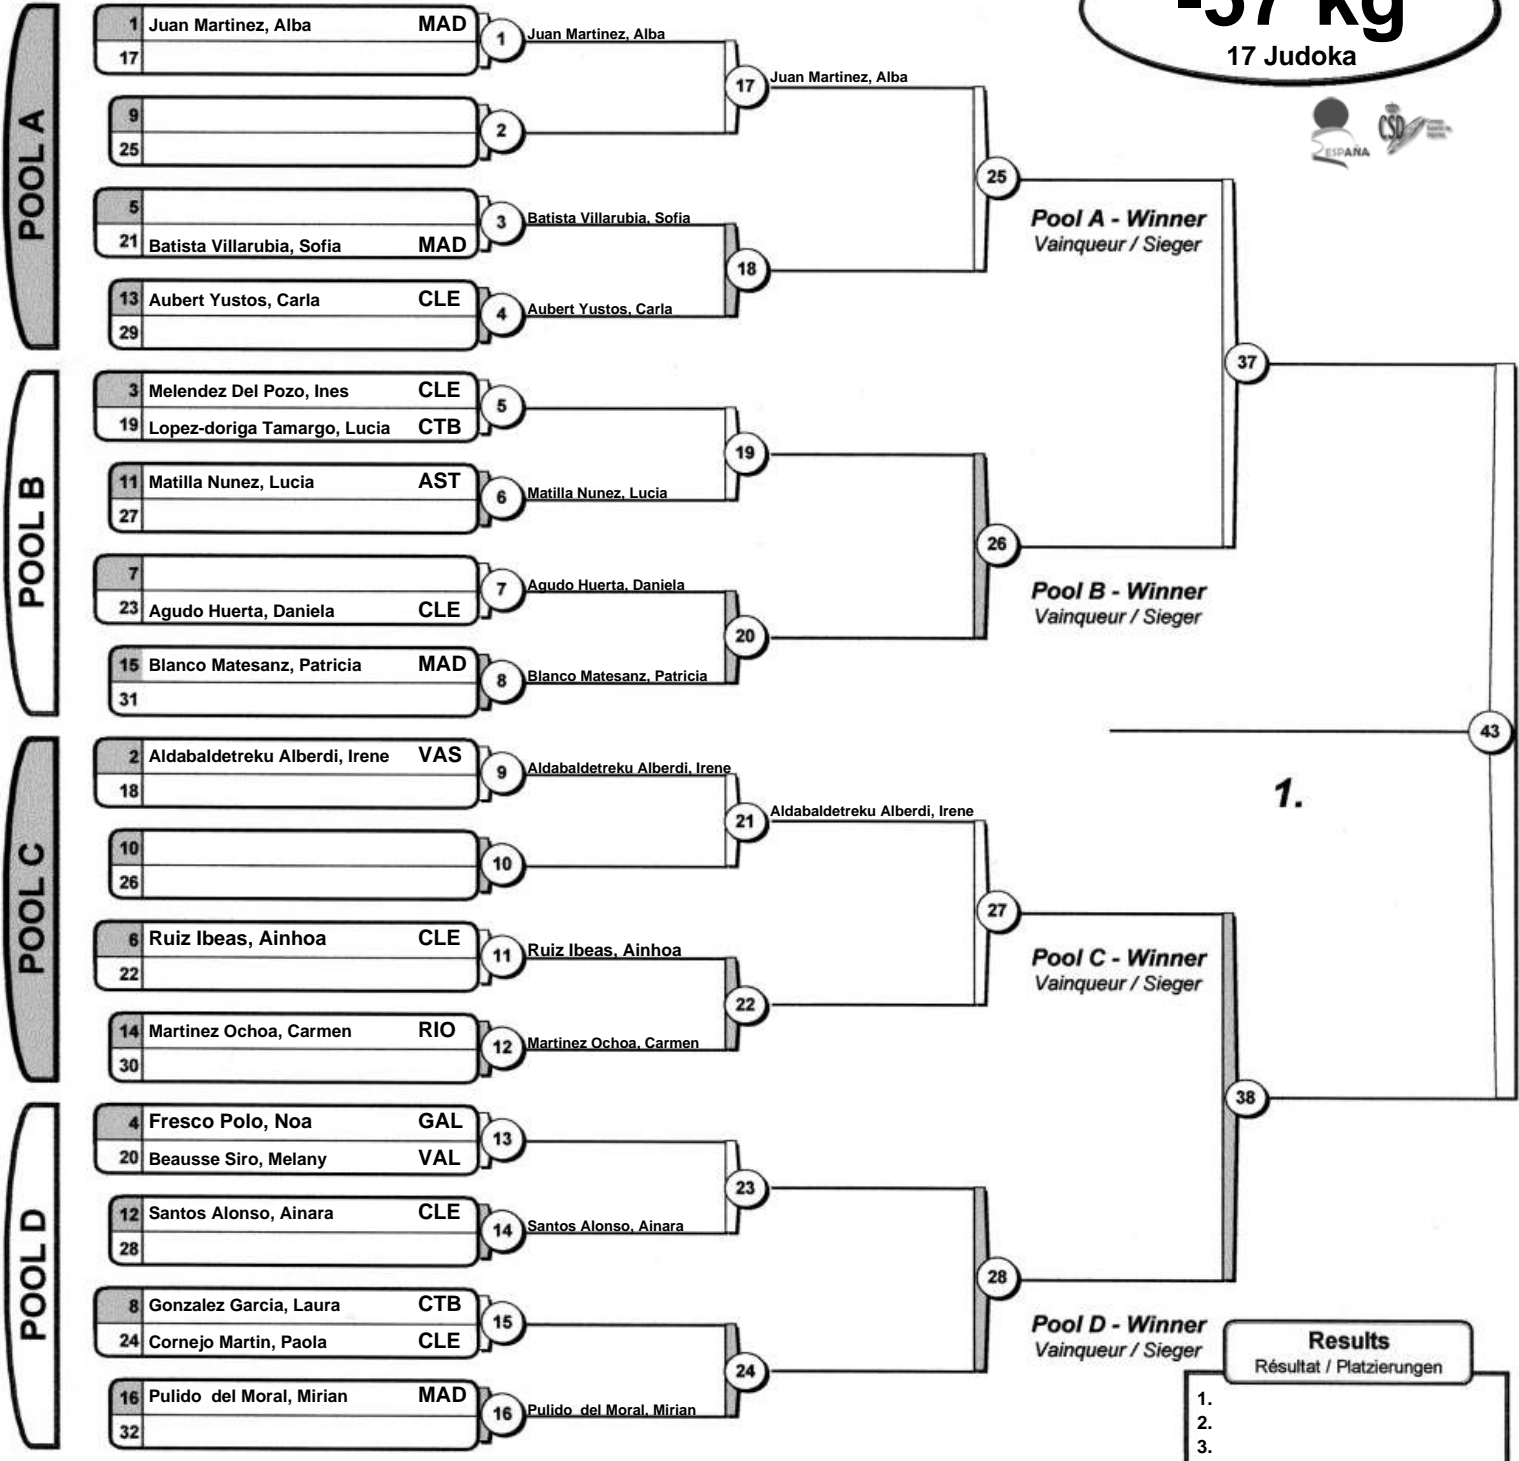 -57 kg
17 Judoka
ESPAÑA
CSD
POOL A
1 Juan Martinez, Alba MAD
17
1 Juan Martinez, Alba
17 Juan Martinez, Alba
9
25
2
5
21 Batista Villarubia, Sofia MAD
3 Batista Villarubia, Sofia
18
13 Aubert Yustos, Carla CLE
29
4 Aubert Yustos, Carla
25
Pool A - Winner
Vainqueur / Sieger
POOL B
3 Melendez Del Pozo, Ines CLE
19 Lopez-doriga Tamargo, Lucia CTB
5
19
11 Matilla Nunez, Lucia AST
27
6 Matilla Nunez, Lucia
7
23 Agudo Huerta, Daniela CLE
7 Agudo Huerta, Daniela
20
15 Blanco Matesanz, Patricia MAD
31
8 Blanco Matesanz, Patricia
26
Pool B - Winner
Vainqueur / Sieger
37
POOL C
2 Aldabaldetreku Alberdi, Irene VAS
18
9 Aldabaldetreku Alberdi, Irene
21 Aldabaldetreku Alberdi, Irene
10
26
10
6 Ruiz Ibeas, Ainhoa CLE
22
11 Ruiz Ibeas, Ainhoa
22
14 Martinez Ochoa, Carmen RIO
30
12 Martinez Ochoa, Carmen
27
Pool C - Winner
Vainqueur / Sieger
43
1.
POOL D
4 Fresco Polo, Noa GAL
20 Beausse Siro, Melany VAL
13
23
12 Santos Alonso, Ainara CLE
28
14 Santos Alonso, Ainara
8 Gonzalez Garcia, Laura CTB
24 Cornejo Martin, Paola CLE
15
24
16 Pulido del Moral, Mirian MAD
32
16 Pulido del Moral, Mirian
28
38
Pool D - Winner
Vainqueur / Sieger
Results
Résultat / Platzierungen
1.
2.
3.